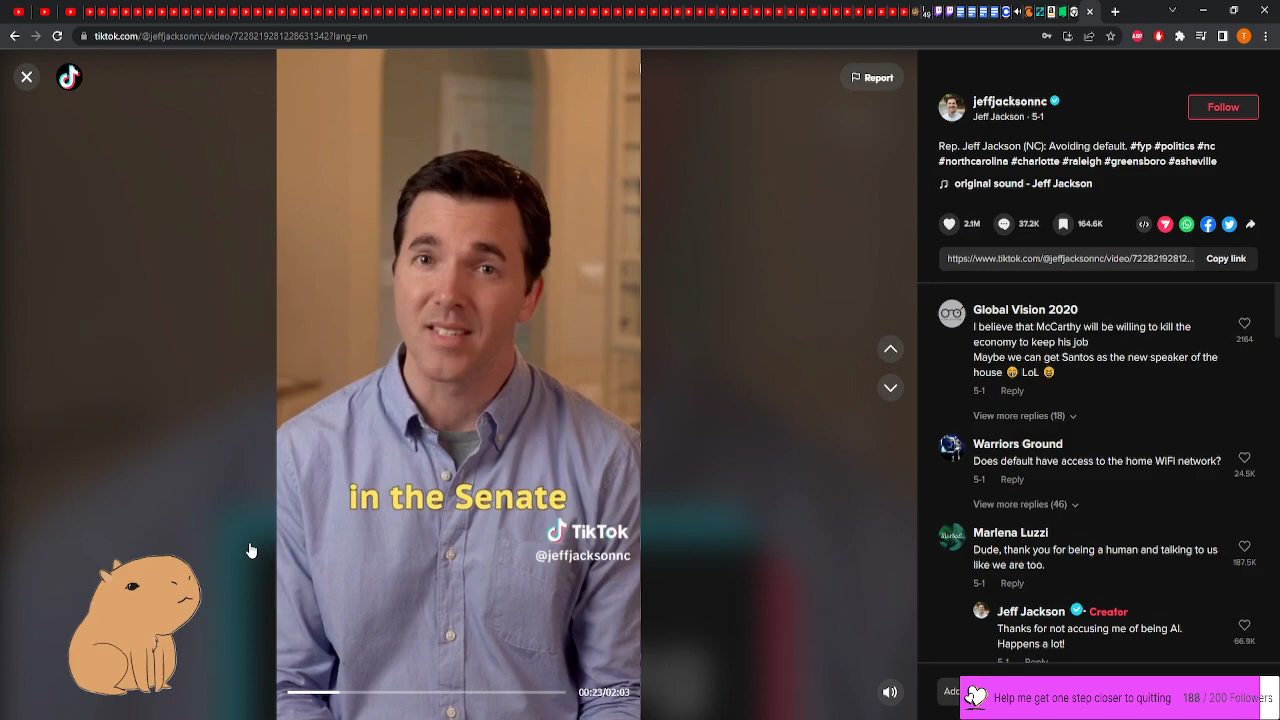 49
T
tiktok.com/@jeffjacksonnc/video/7228219281228631342?lang=en
ABP
Report
in the Senate
TikTok
@jeffjacksonnc
00:23/02:03
jeffjacksonnc
Jeff Jackson · 5-1
Follow
Rep. Jeff Jackson (NC): Avoiding default. #fyp #politics #nc
#northcarolina #charlotte #raleigh #greensboro #asheville
original sound - Jeff Jackson
2.1M
37.2K
164.6K
https://www.tiktok.com/@jeffjacksonnc/video/72282192812...
Copy link
Global Vision 2020
I believe that McCarthy will be willing to kill the
economy to keep his job
Maybe we can get Santos as the new speaker of the
house 😁 LoL 😆
2164
5-1 Reply
View more replies (18)
Warriors Ground
Does default have access to the home WIFI network?
24.5K
5-1 Reply
View more replies (46)
Marlena Luzzi
Dude, thank you for being a human and talking to us
like we are too.
187.5K
5-1 Reply
Jeff Jackson · Creator
Thanks for not accusing me of being AI.
Happens a lot!
66.9K
5-1 Reply
Add
Help me get one step closer to quitting 188 / 200 Followers